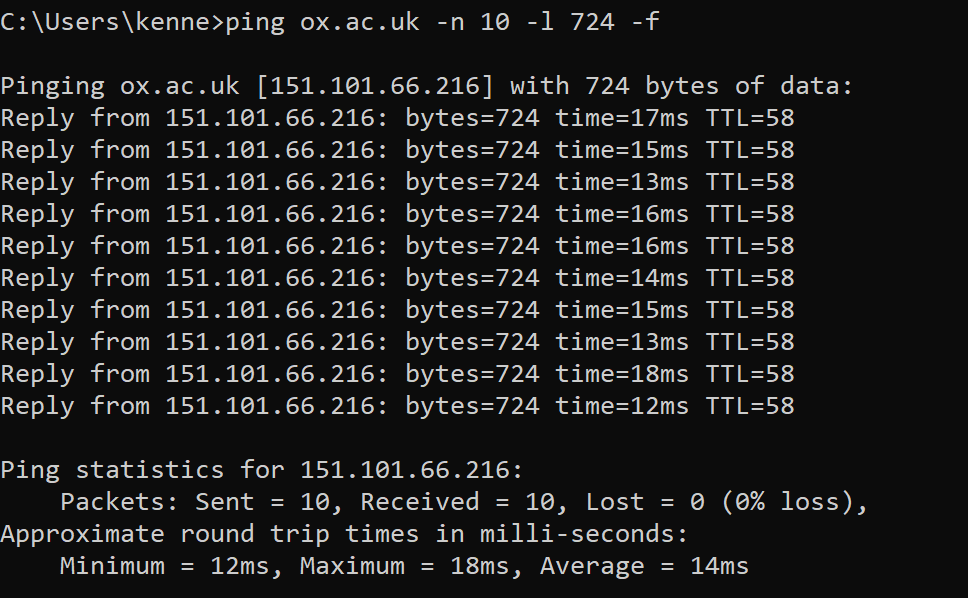 C:\Users\kenne>ping ox.ac.uk -n 10 -l 724 -f
Pinging ox.ac.uk [151.101.66.216] with 724 bytes of data:
Reply from 151.101.66.216: bytes=724 time=17ms TTL=58
Reply from 151.101.66.216: bytes=724 time=15ms TTL=58
Reply from 151.101.66.216: bytes=724 time=13ms TTL=58
Reply from 151.101.66.216: bytes=724 time=16ms TTL=58
Reply from 151.101.66.216: bytes=724 time=16ms TTL=58
Reply from 151.101.66.216: bytes=724 time=14ms TTL=58
Reply from 151.101.66.216: bytes=724 time=15ms TTL=58
Reply from 151.101.66.216: bytes=724 time=13ms TTL=58
Reply from 151.101.66.216: bytes=724 time=18ms TTL=58
Reply from 151.101.66.216: bytes=724 time=12ms TTL=58
Ping statistics for 151.101.66.216:
    Packets: Sent = 10, Received = 10, Lost = 0 (0% loss),
Approximate round trip times in milli-seconds:
    Minimum = 12ms, Maximum = 18ms, Average = 14ms